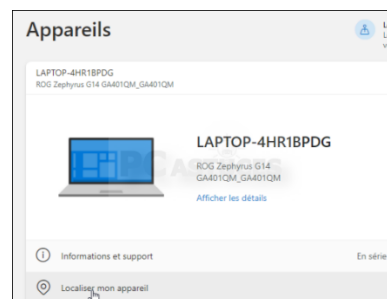 Appareils
LAPTOP-4HR1BPDG
ROG Zephyrus G14 GA401QM_GA401QM
LAPTOP-4HR1BPDG
ROG Zephyrus G14
GA401QM_GA401QM
Afficher les détails
Informations et support
En série
Localiser mon appareil